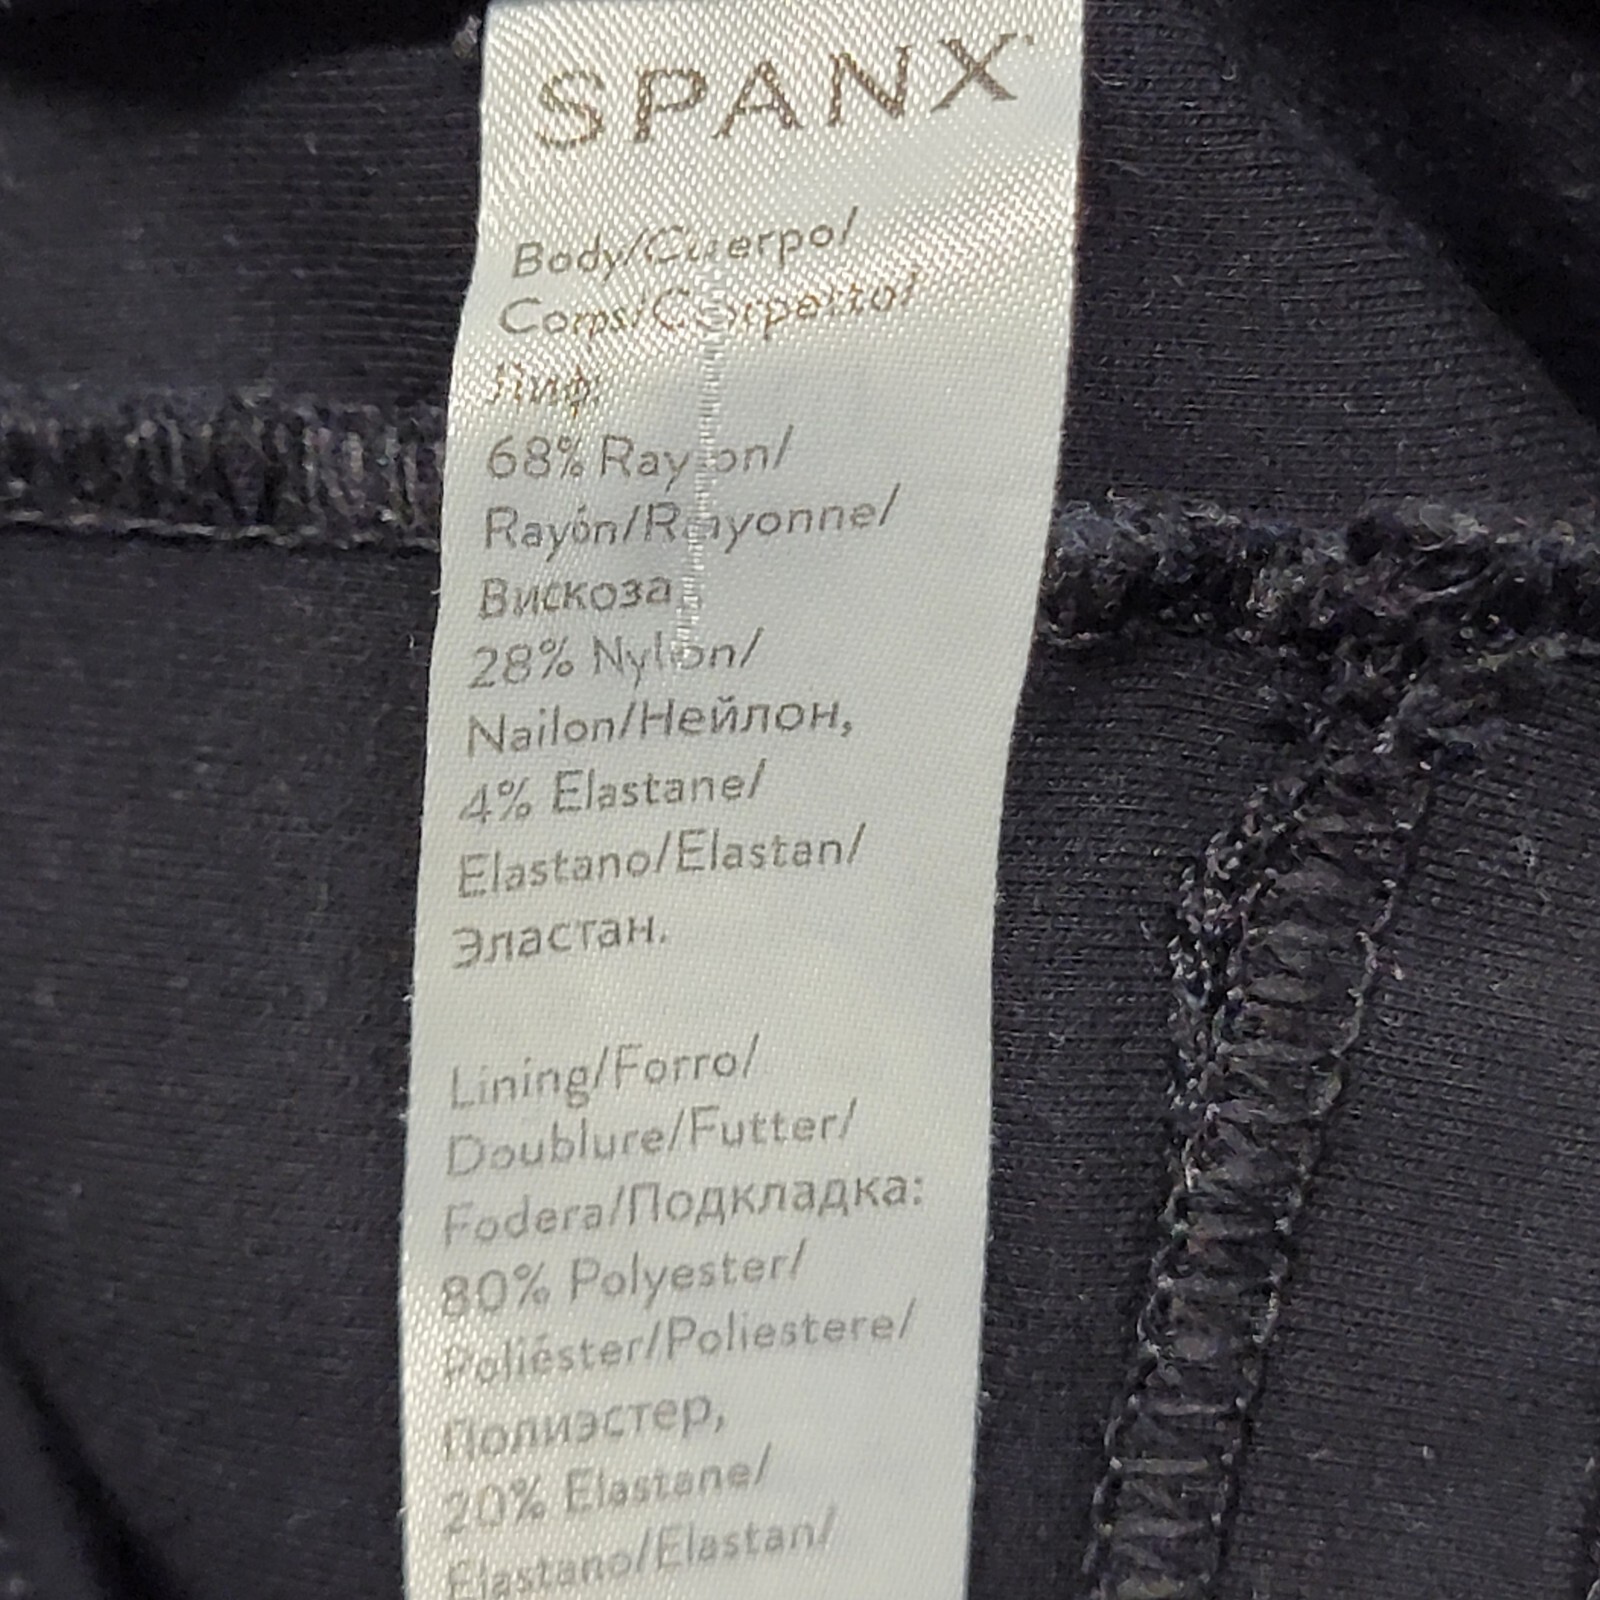 SPANX
Body/Cuerpo/
Corps/Corpetto/
Лиф:
68% Rayon/
Rayón/Rayonne/
Вискоза
28% Nylon/
Nailon/Нейлон,
4% Elastane/
Elastano/Elastan/
Эластан.
Lining/Forro/
Doublure/Futter/
Fodera/Подкладка:
80% Polyester/
Poliéster/Poliestere/
Полиэстер,
20% Elastane/
Elastano/Elastan/